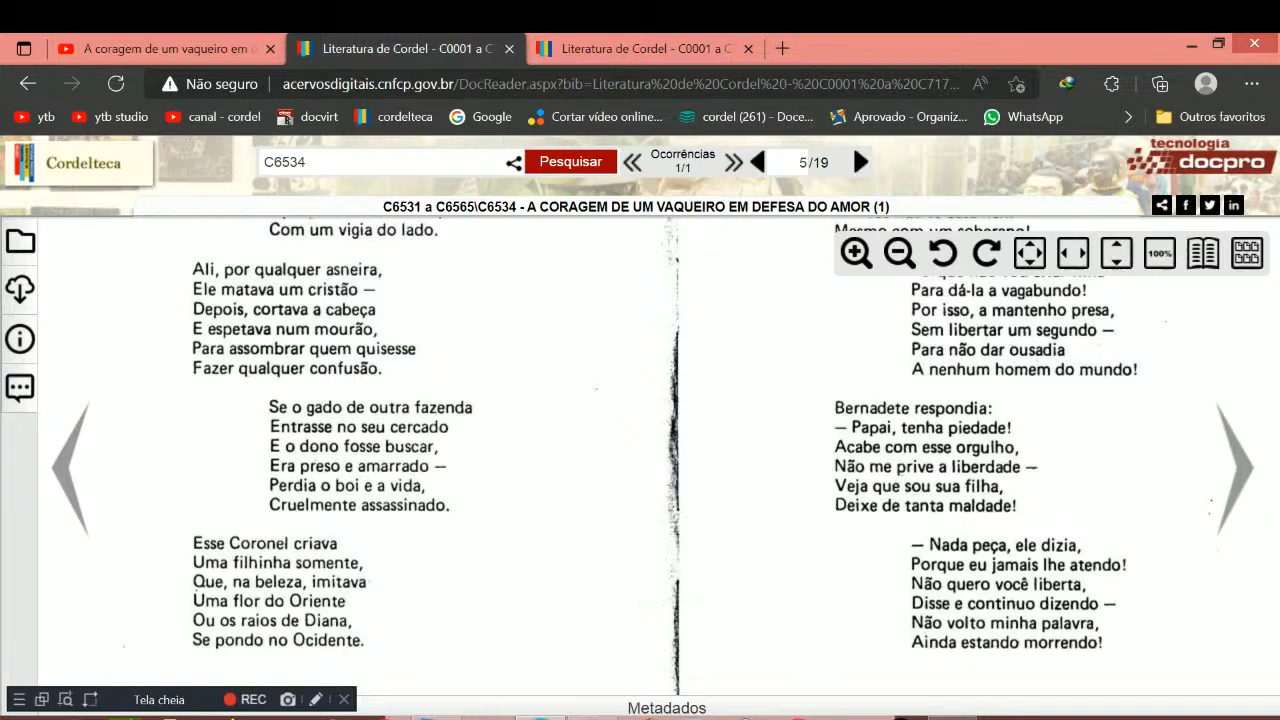 A coragem de um vaqueiro em
Literatura de Cordel - C0001 a C
Literatura de Cordel - C0001 a C
Não seguro
acervosdigitais.cnfcp.gov.br/DocReader.aspx?bib=Literatura%20de%20Cordel%20-%20C0001%20a%20C717...
ytb
ytb studio
canal - cordel
docvirt
cordelteca
Google
Cortar vídeo online...
cordel (261) - Doce...
Aprovado - Organiz...
WhatsApp
Outros favoritos
Cordelteca
C6534
Pesquisar
Ocorrências
1/1
5/19
tecnologia
docpro
C6531 a C6565\C6534 - A CORAGEM DE UM VAQUEIRO EM DEFESA DO AMOR (1)
100%
Com um vigia do lado.
Ali, por qualquer asneira,
Ele matava um cristão —
Depois, cortava a cabeça
E espetava num mourão,
Para assombrar quem quisesse
Fazer qualquer confusão.
Se o gado de outra fazenda
Entrasse no seu cercado
E o dono fosse buscar,
Era preso e amarrado —
Perdia o boi e a vida,
Cruelmente assassinado.
Esse Coronel criava
Uma filhinha somente,
Que, na beleza, imitava
Uma flor do Oriente
Ou os raios de Diana,
Se pondo no Ocidente.
Mesmo com um soberano!
Para dá-la a vagabundo!
Por isso, a mantenho presa,
Sem libertar um segundo —
Para não dar ousadia
A nenhum homem do mundo!
Bernadete respondia:
— Papai, tenha piedade!
Acabe com esse orgulho,
Não me prive a liberdade —
Veja que sou sua filha,
Deixe de tanta maldade!
— Nada peça, ele dizia,
Porque eu jamais lhe atendo!
Não quero você liberta,
Disse e continuo dizendo —
Não volto minha palavra,
Ainda estando morrendo!
Tela cheia
REC
Metadados